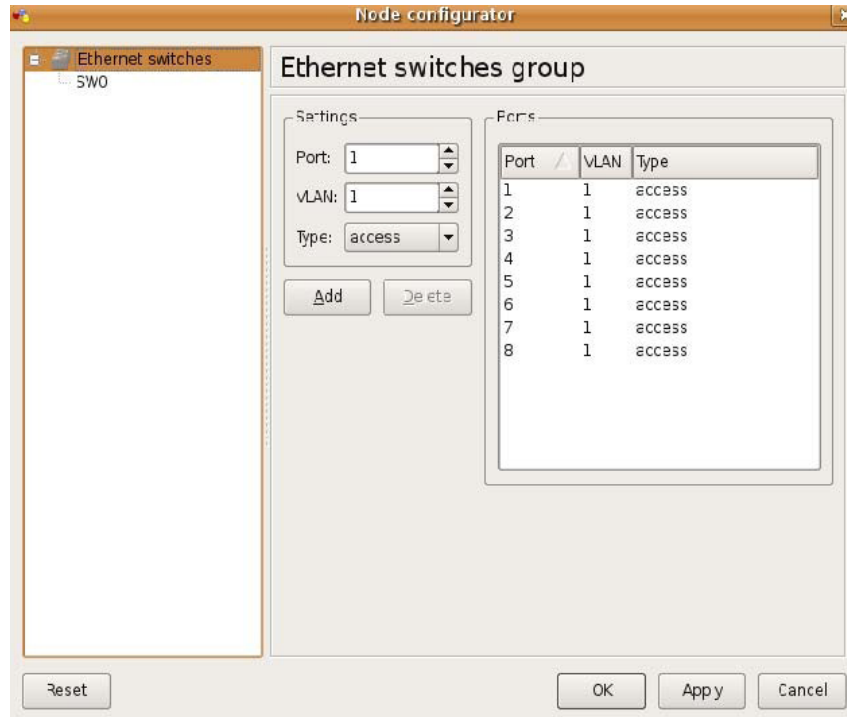 Node configurator
Ethernet switches
SW0
Ethernet switches group
Settings
Port: 1
VLAN: 1
Type: access
Add Delete
Ports
Port VLAN Type
1 1 access
2 1 access
3 1 access
4 1 access
5 1 access
6 1 access
7 1 access
8 1 access
Reset OK Apply Cancel